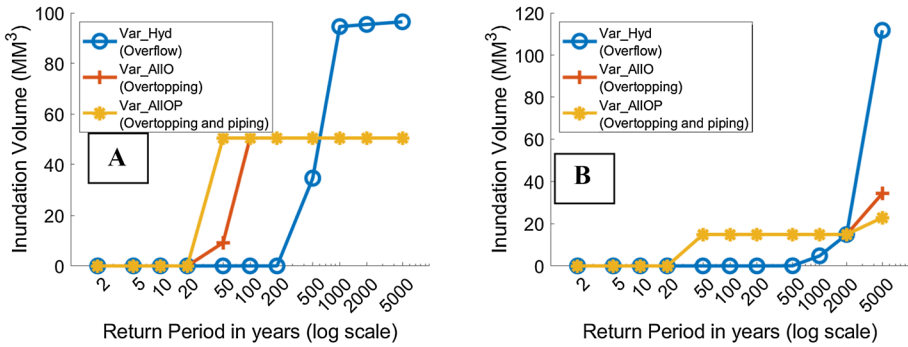 Inundation Volume (MM³)
100
80
60
40
20
0
Var_Hyd
(Overflow)
Var_AllO
(Overtopping)
Var_AllOP
(Overtopping and piping)
A
2
5
10
20
50
100
200
500
1000
2000
5000
Return Period in years (log scale)
Inundation Volume (MM³)
120
100
80
60
40
20
0
Var_Hyd
(Overflow)
Var_AllO
(Overtopping)
Var_AllOP
(Overtopping and piping)
B
2
5
10
20
50
100
200
500
1000
2000
5000
Return Period in years (log scale)